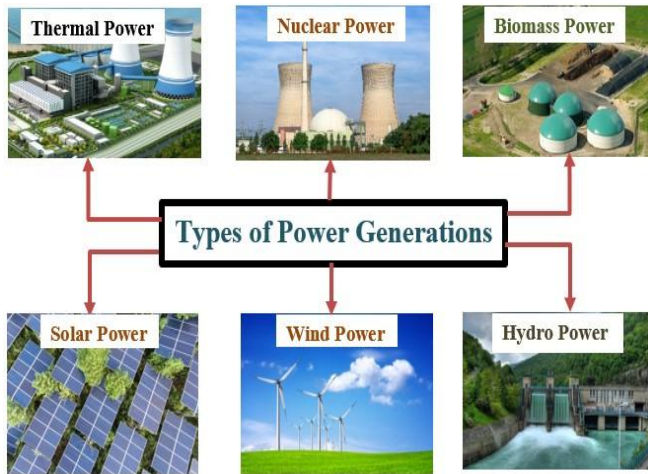 Thermal Power
Nuclear Power
Biomass Power
Types of Power Generations
Solar Power
Wind Power
Hydro Power